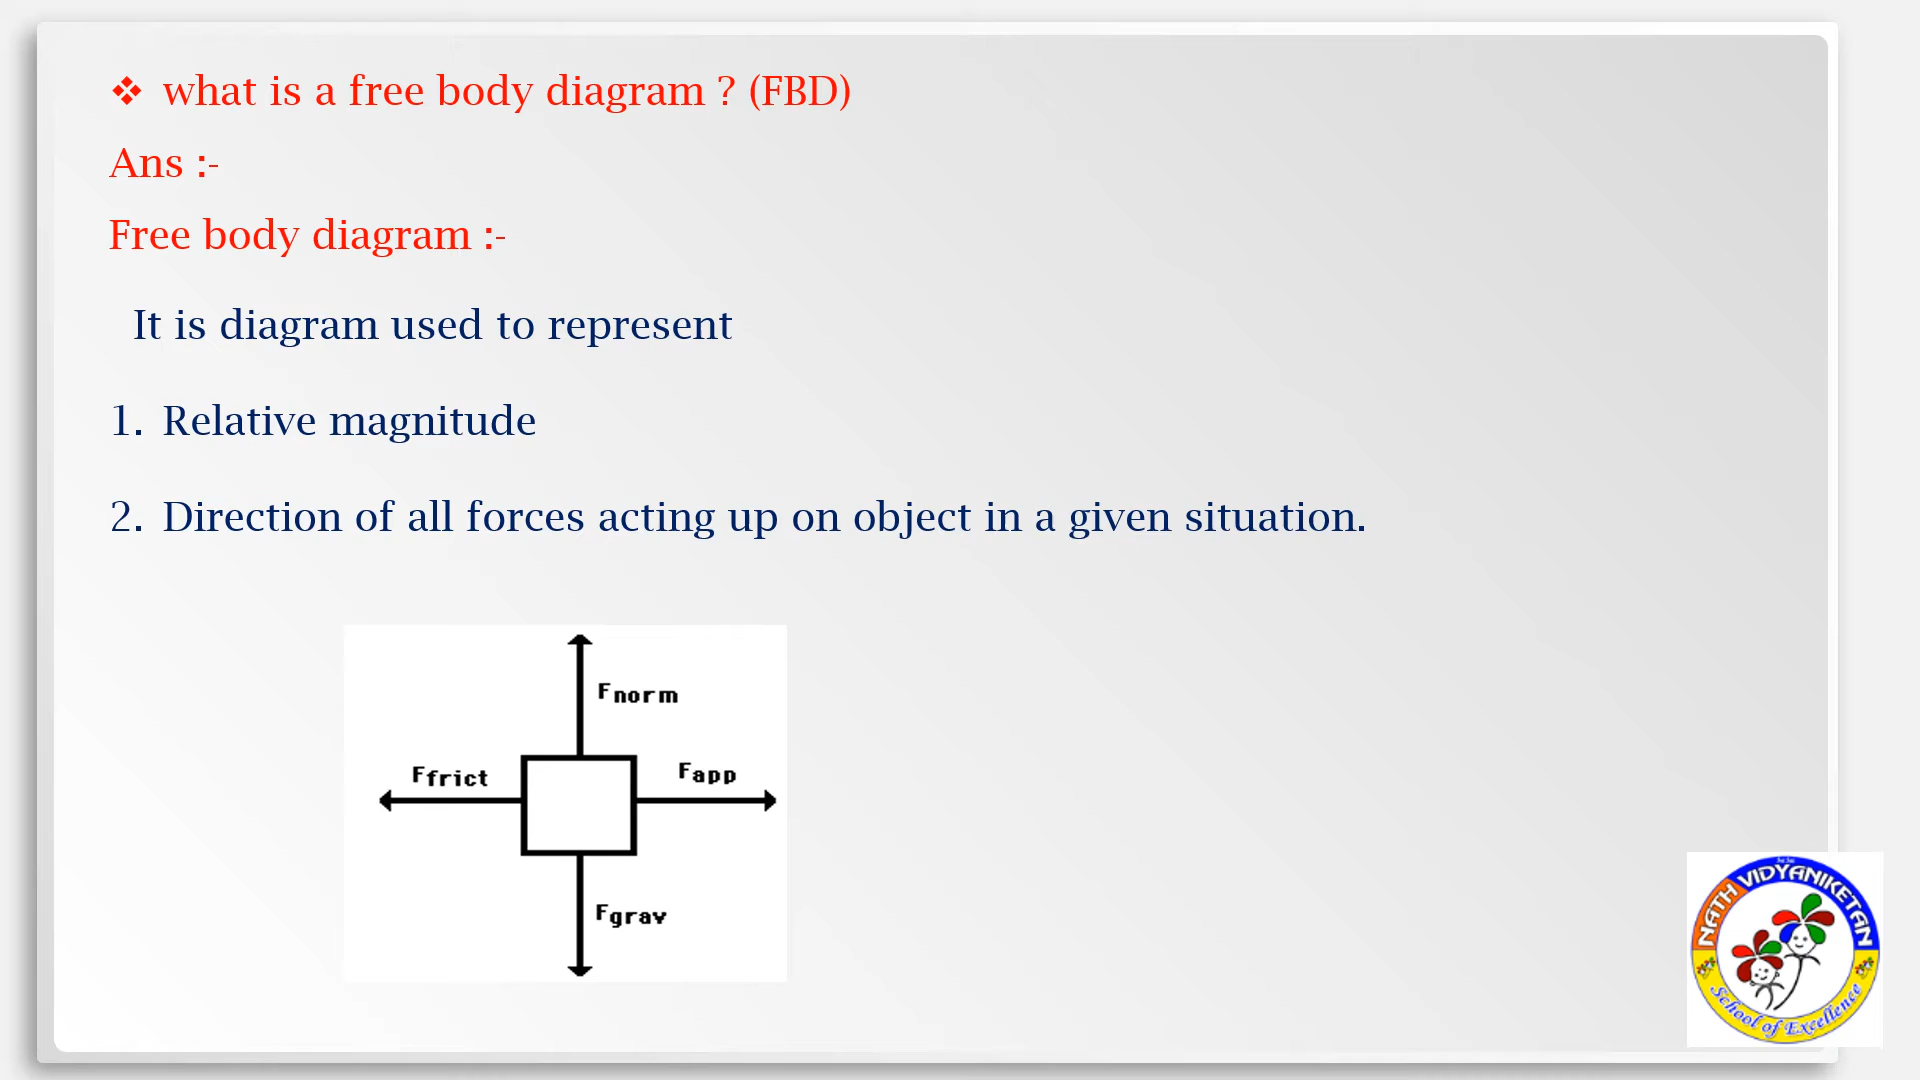 ❖ what is a free body diagram ? (FBD)
Ans :-
Free body diagram :-
It is diagram used to represent
1. Relative magnitude
2. Direction of all forces acting up on object in a given situation.
Fnorm
Ffrict
Fapp
Fgrav
NATH VIDYANIKETAN
School of Excellence